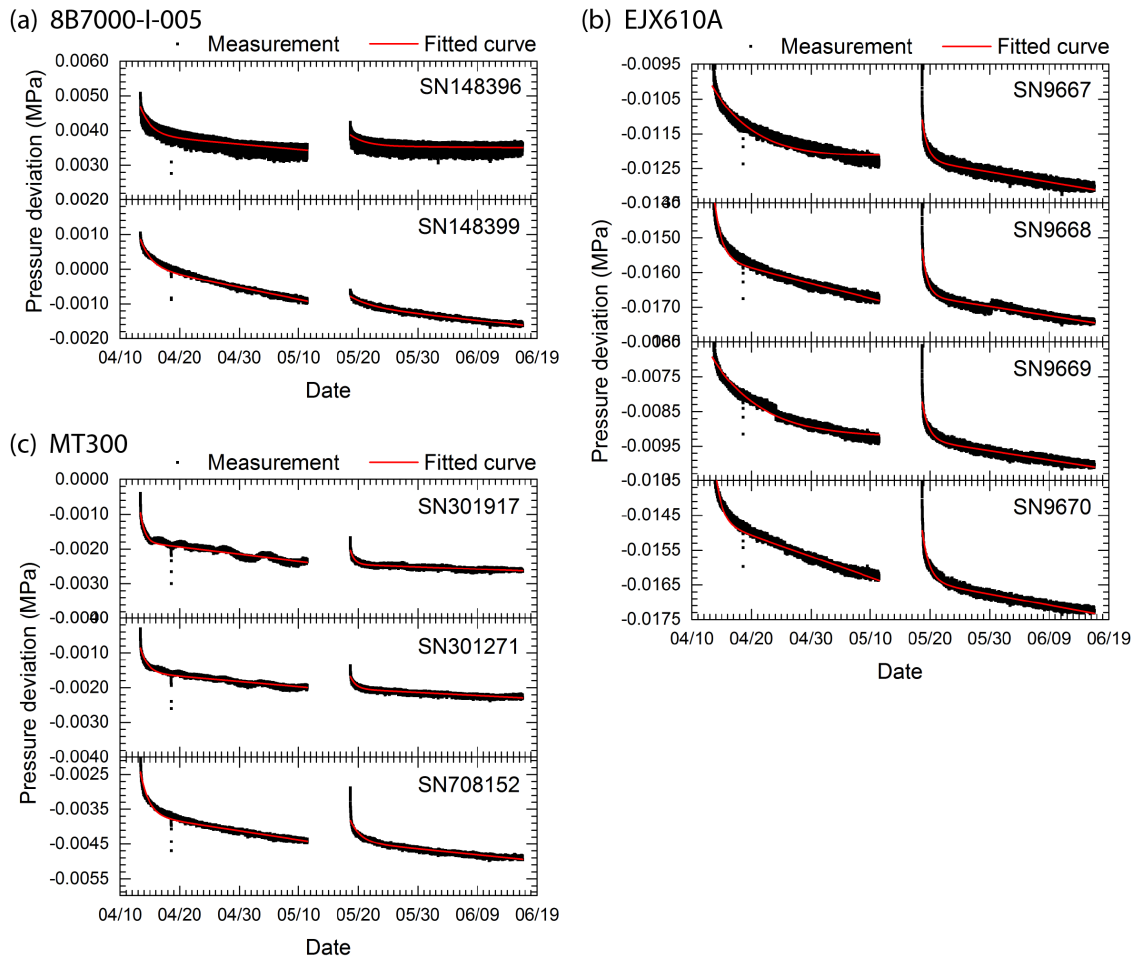 (a) 8B7000-I-005
Measurement Fitted curve
0.0060
0.0050
0.0040
0.0030
0.0020
SN148396
0.0010
0.0000
-0.0010
-0.0020
SN148399
Pressure deviation (MPa)
04/10 04/20 04/30 05/10 05/20 05/30 06/09 06/19
Date
(b) EJX610A
Measurement Fitted curve
-0.0095
-0.0105
-0.0115
-0.0125
SN9667
-0.0150
-0.0160
-0.0170
SN9668
-0.0075
-0.0085
-0.0095
SN9669
-0.0145
-0.0155
-0.0165
-0.0175
SN9670
Pressure deviation (MPa)
04/10 04/20 04/30 05/10 05/20 05/30 06/09 06/19
Date
(c) MT300
Measurement Fitted curve
0.0000
-0.0010
-0.0020
-0.0030
SN301917
-0.0010
-0.0020
-0.0030
-0.0040
SN301271
-0.0025
-0.0035
-0.0045
-0.0055
SN708152
Pressure deviation (MPa)
04/10 04/20 04/30 05/10 05/20 05/30 06/09 06/19
Date